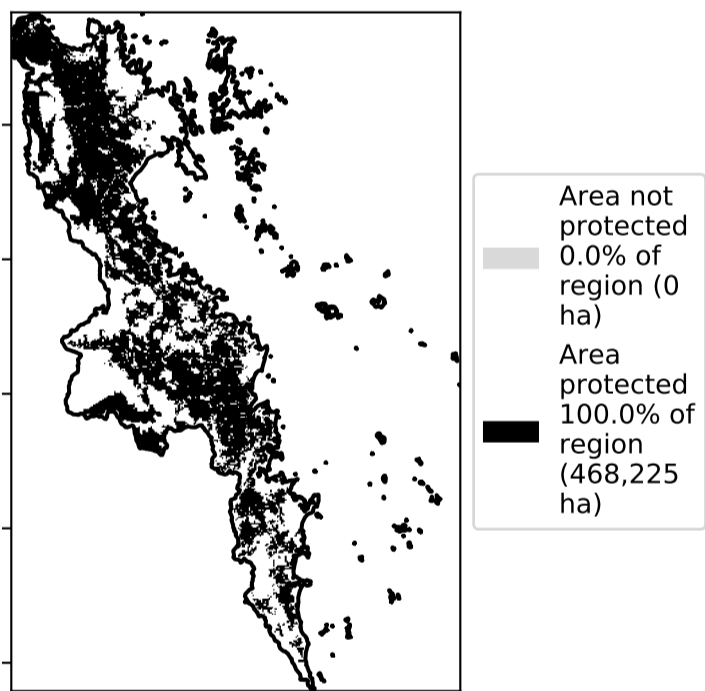 Area not
protected
0.0% of
region (0
ha)
Area
protected
100.0% of
region
(468,225
ha)